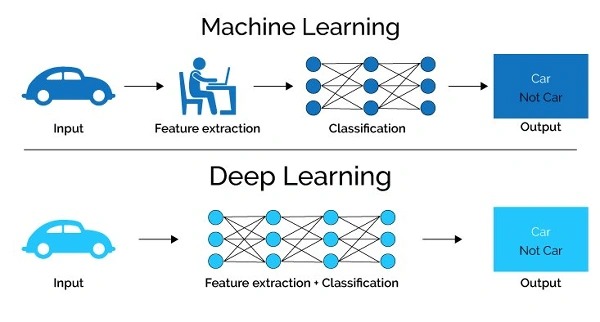 Machine Learning
Car
Not Car
Input
Feature extraction
Classification
Output
Deep Learning
Car
Not Car
Input
Feature extraction + Classification
Output